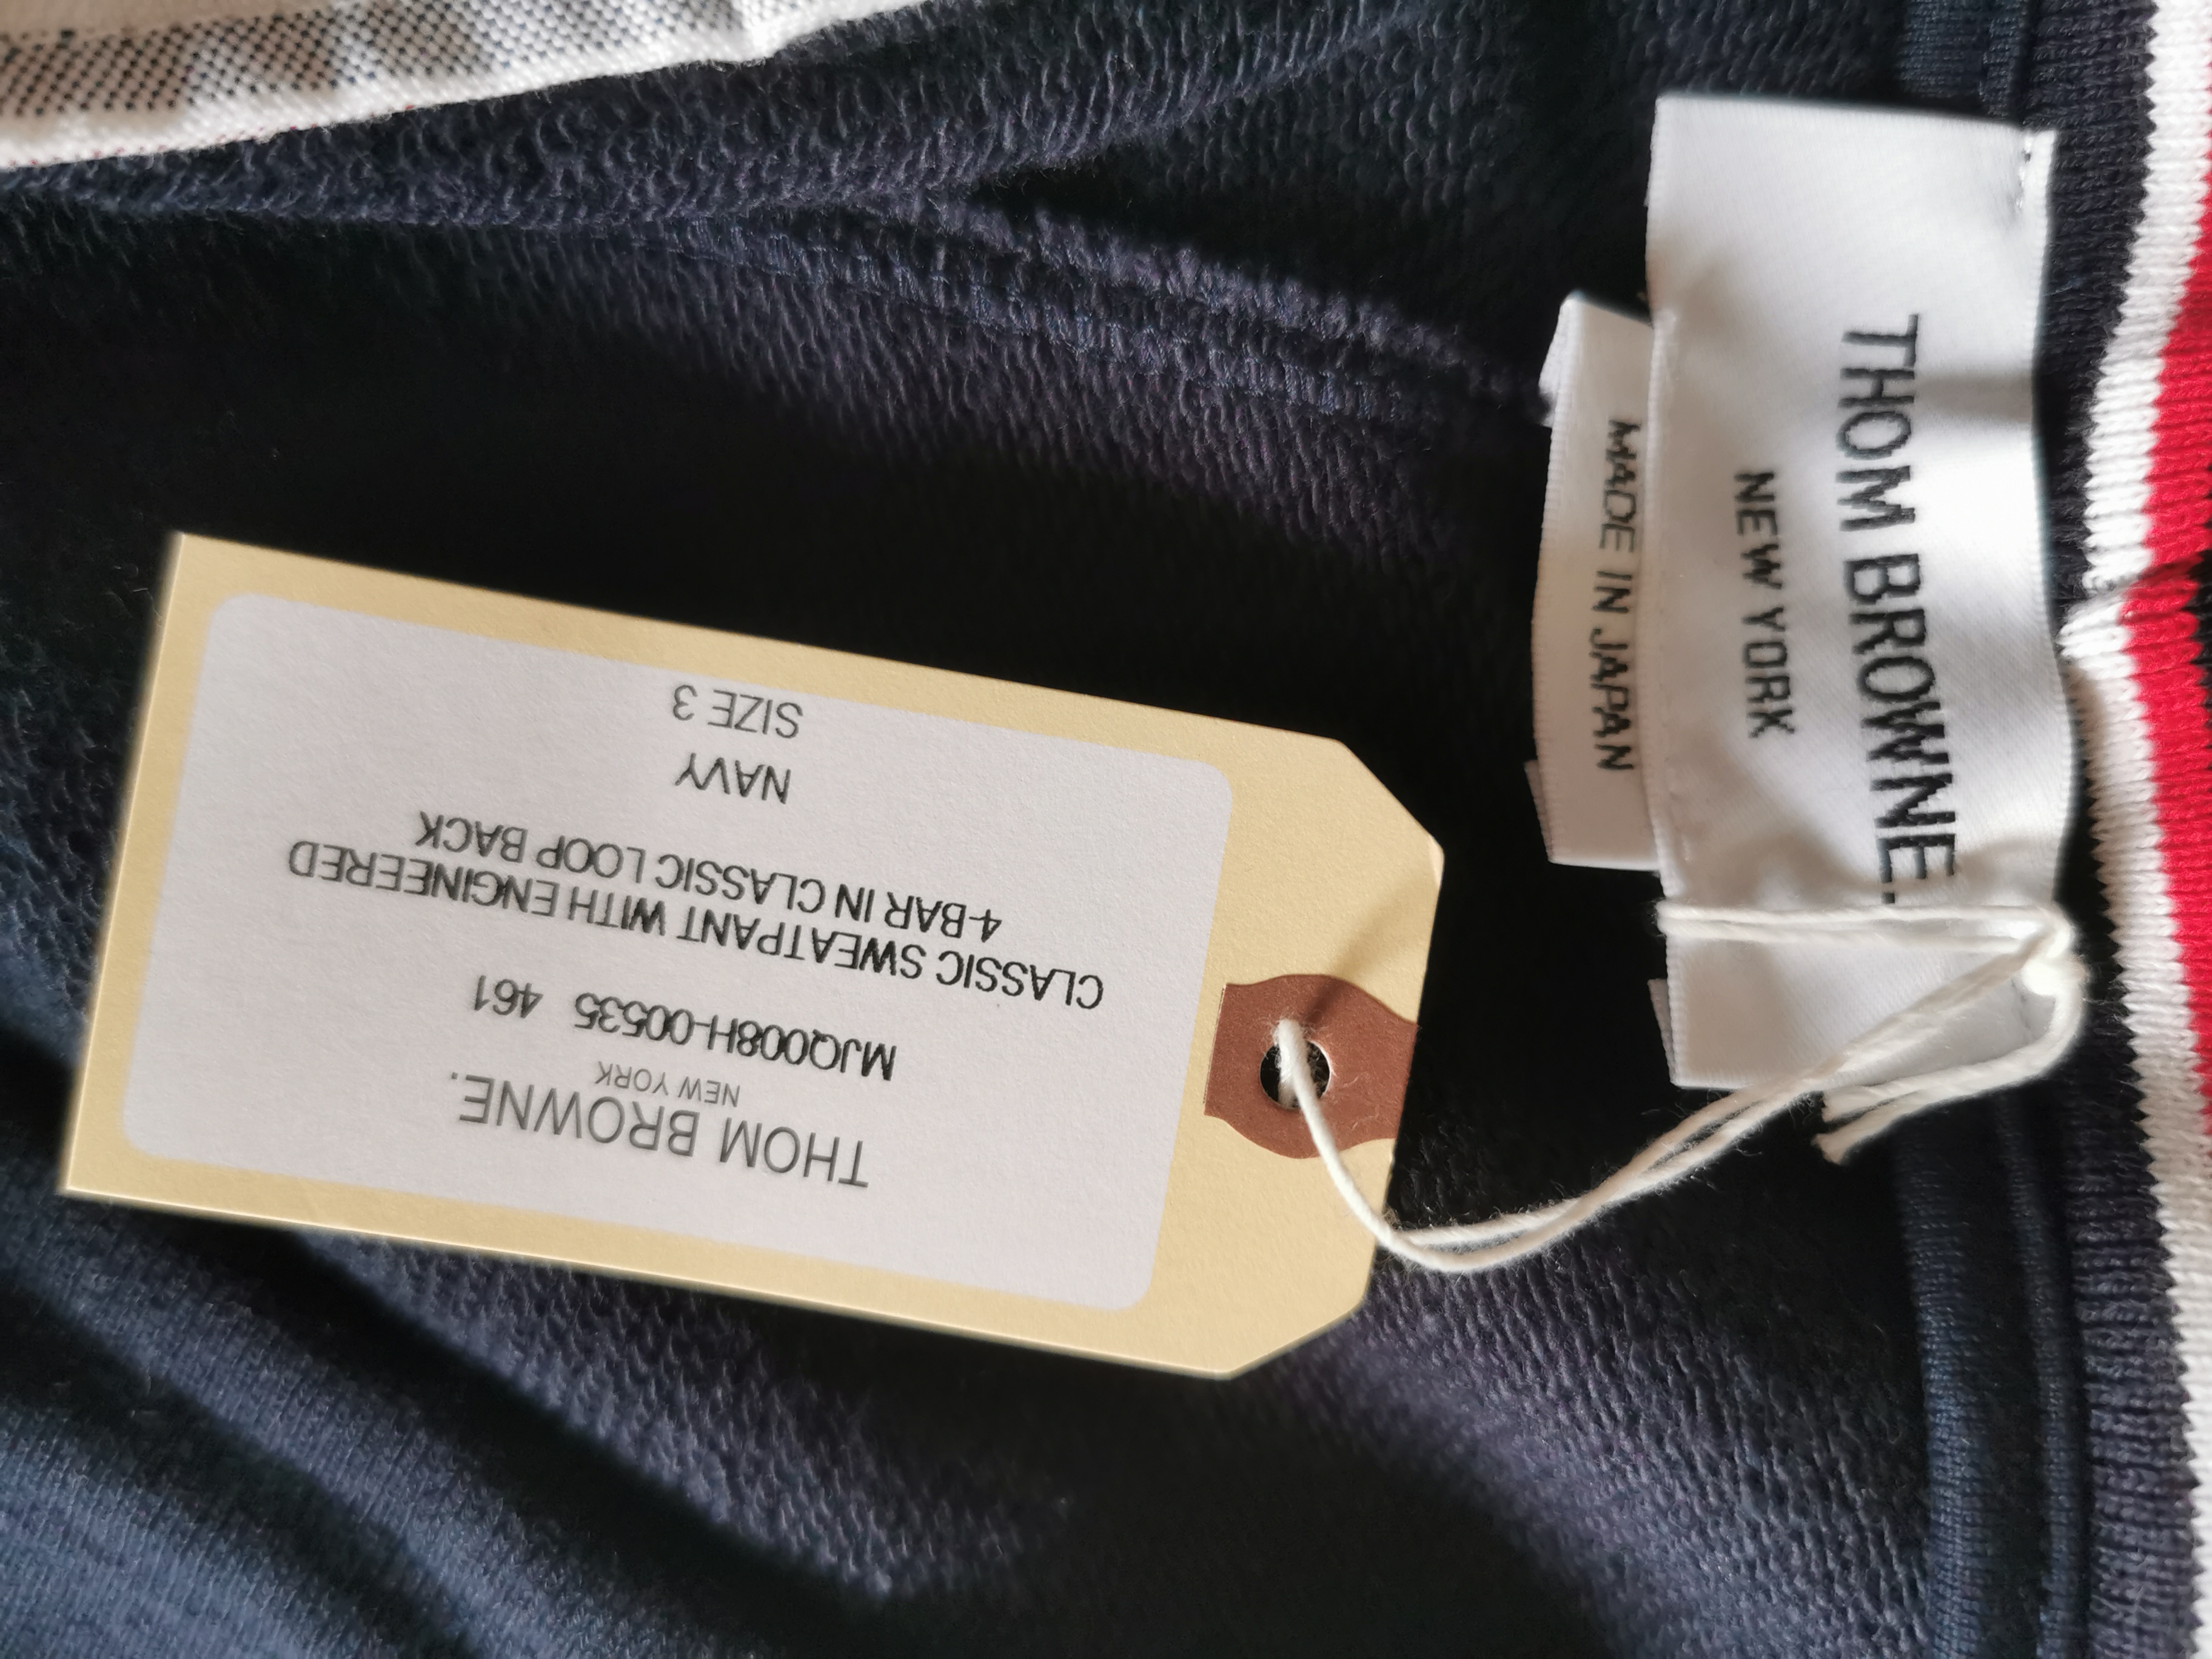 THOM BROWNE.
NEW YORK
MJQ008H-00535 461
CLASSIC SWEATPANT WITH ENGINEERED
4-BAR IN CLASSIC LOOP BACK
NAVY
SIZE 3
THOM BROWNE.
NEW YORK
MADE IN JAPAN